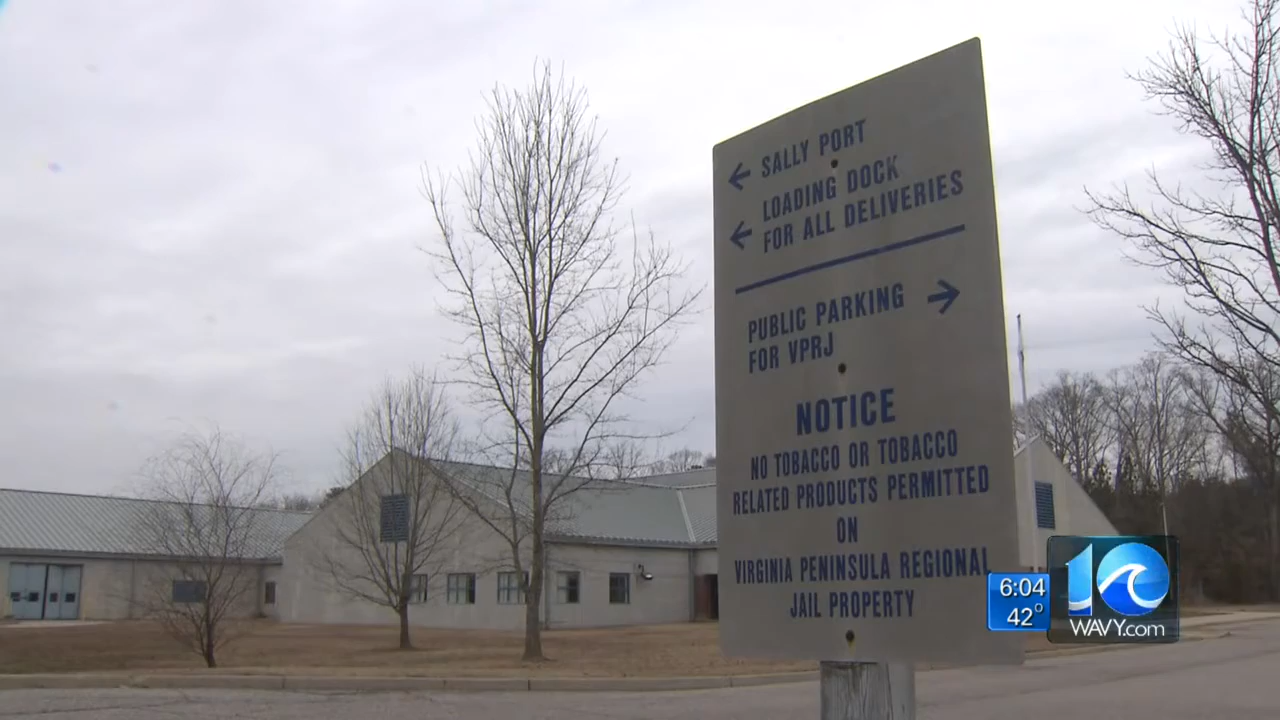 ← SALLY PORT
← LOADING DOCK
FOR ALL DELIVERIES
PUBLIC PARKING →
FOR VPRJ
NOTICE
NO TOBACCO OR TOBACCO
RELATED PRODUCTS PERMITTED
ON
VIRGINIA PENINSULA REGIONAL
JAIL PROPERTY
6:04
42°
10
WAVY.com